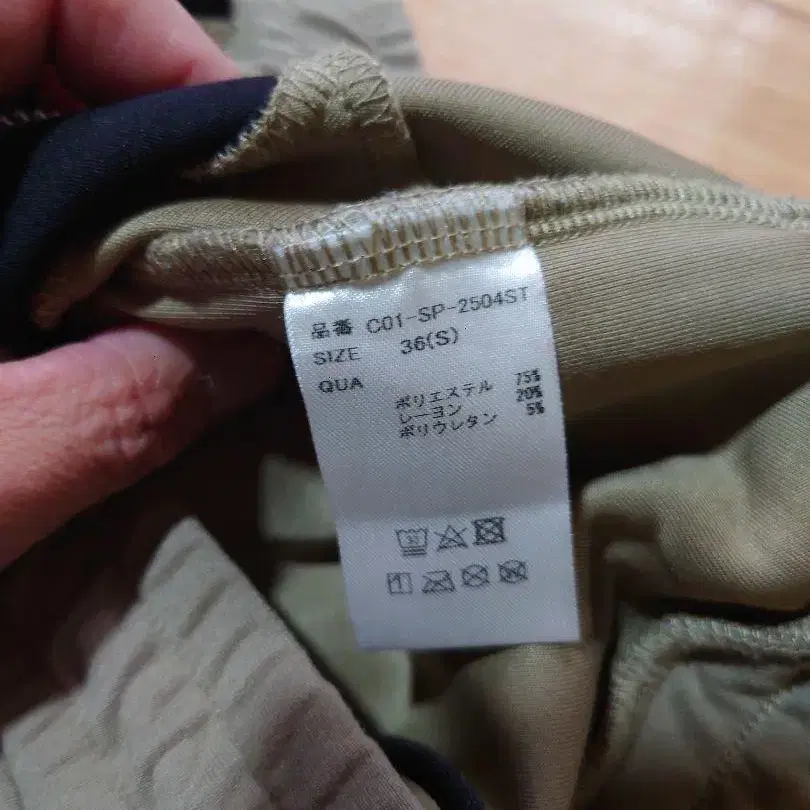 品番 C01-SP-2504ST
SIZE 36(S)
QUA
ポリエステル 75%
レーヨン 20%
ポリウレタン 5%